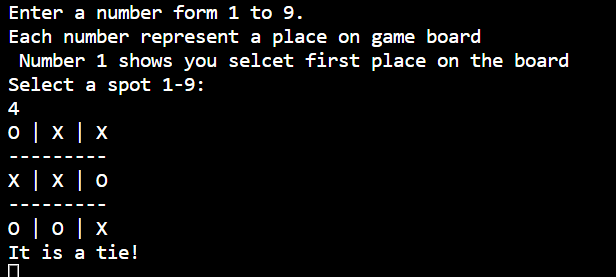 Enter a number form 1 to 9.
Each number represent a place on game board
Number 1 shows you selcet first place on the board
Select a spot 1-9:
4
O | X | X
---------
X | X | O
---------
O | O | X
It is a tie!